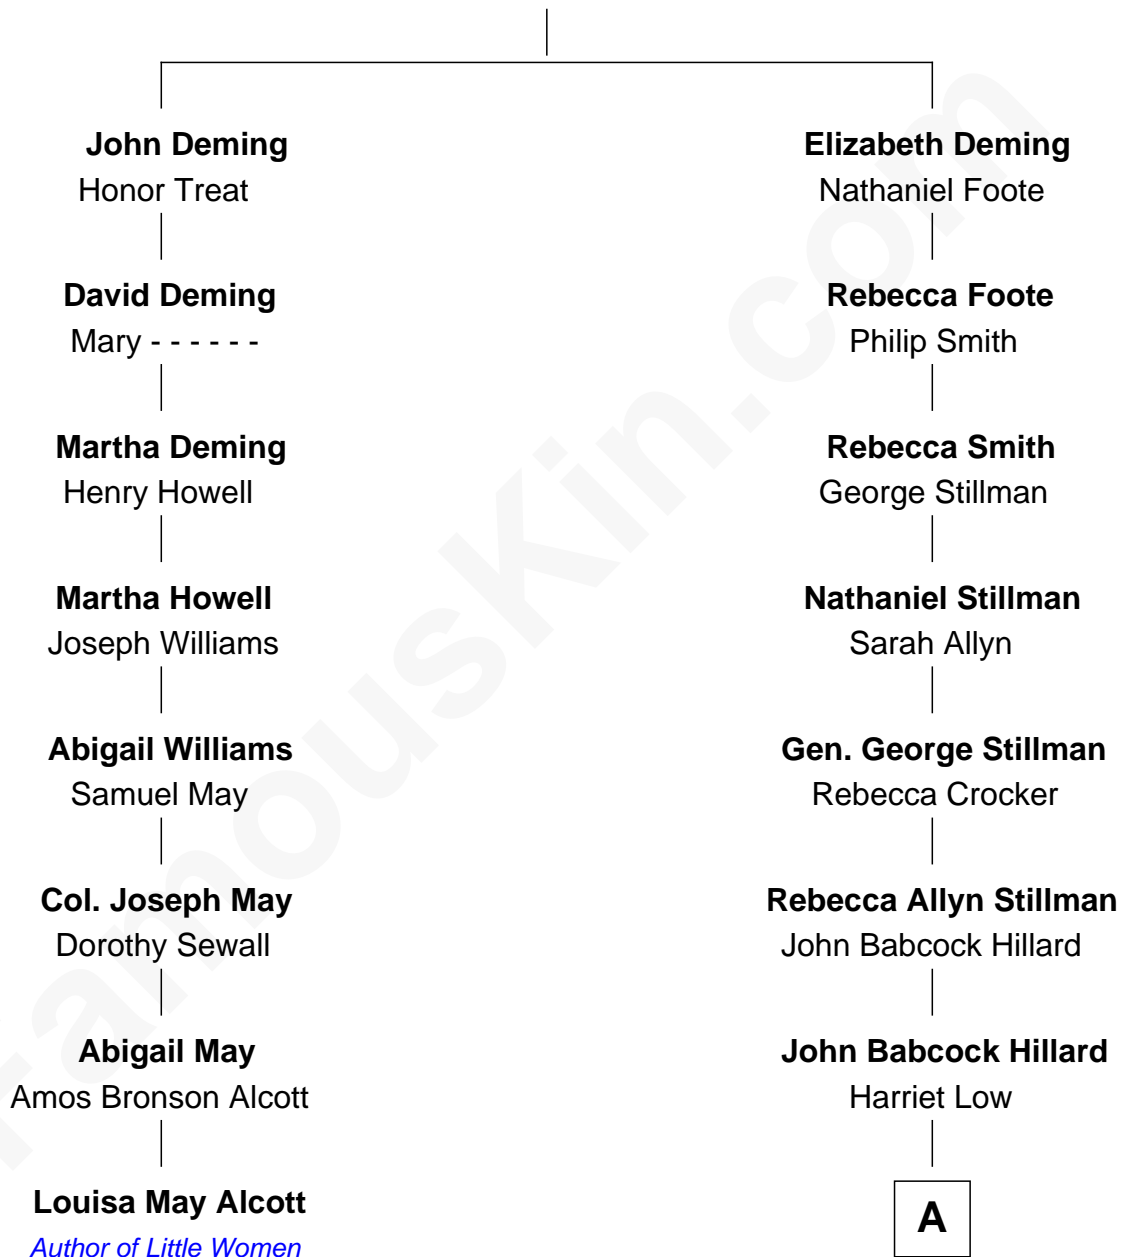 John Deming
Honor Treat
David Deming
Mary - - - - - -
Martha Deming
Henry Howell
Martha Howell
Joseph Williams
Abigail Williams
Samuel May
Col. Joseph May
Dorothy Sewall
Abigail May
Amos Bronson Alcott
Louisa May Alcott
Author of Little Women
Elizabeth Deming
Nathaniel Foote
Rebecca Foote
Philip Smith
Rebecca Smith
George Stillman
Nathaniel Stillman
Sarah Allyn
Gen. George Stillman
Rebecca Crocker
Rebecca Allyn Stillman
John Babcock Hillard
John Babcock Hillard
Harriet Low
A
FamousKin.com